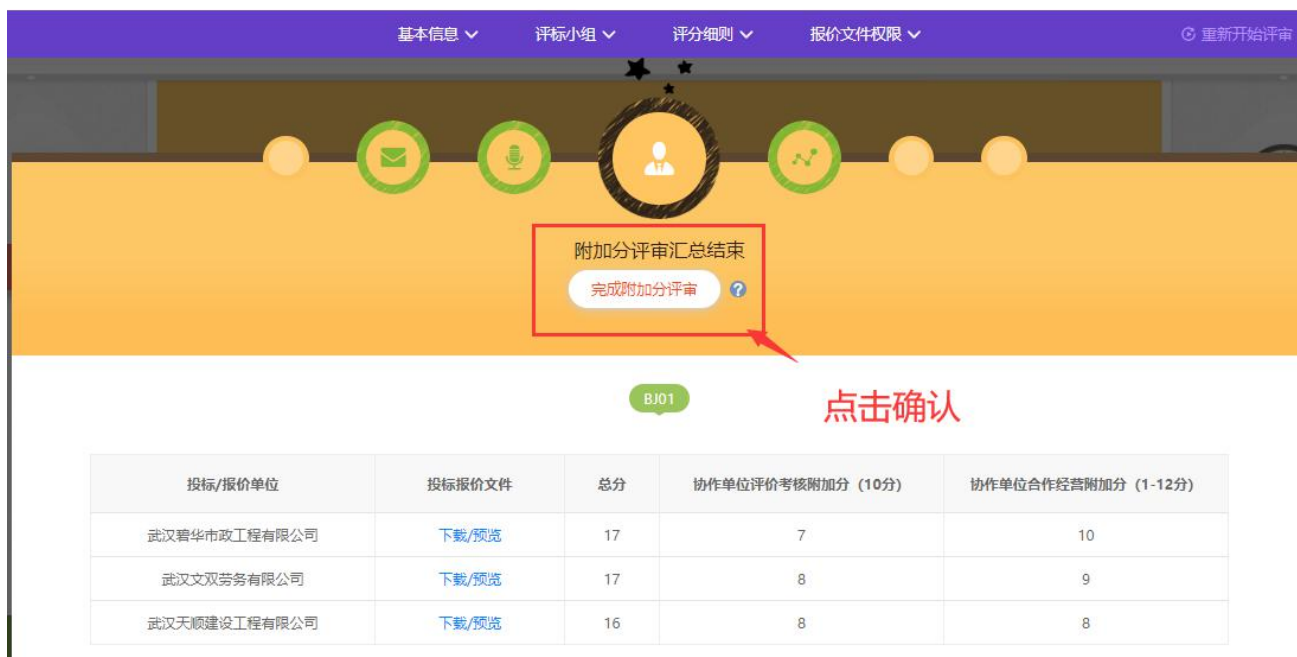 基本信息 评标小组 评分细则 报价文件权限 重新开始评审
附加分评审汇总结束
完成附加分评审 ?
BJ01
点击确认
投标/报价单位 投标报价文件 总分 协作单位评价考核附加分（10分） 协作单位合作经营附加分（1-12分）
武汉碧华市政工程有限公司 下载/预览 17 7 10
武汉文双劳务有限公司 下载/预览 17 8 9
武汉天顺建设工程有限公司 下载/预览 16 8 8